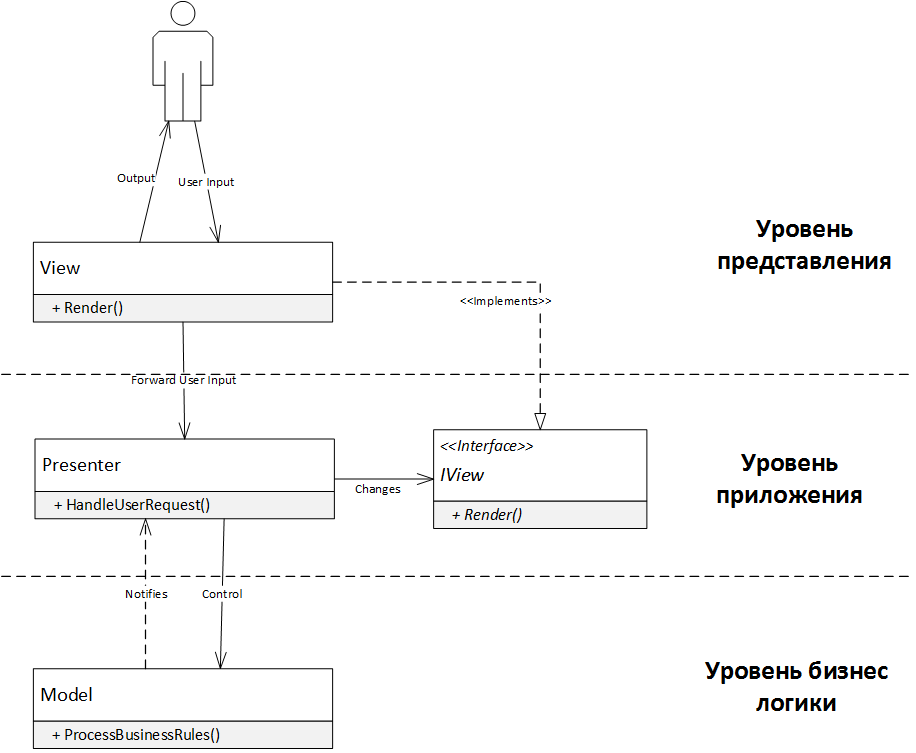 Output
User Input
View
+ Render()
<<Implements>>
Уровень
представления
Forward User Input
Presenter
+ HandleUserRequest()
Changes
<<Interface>>
IView
+ Render()
Уровень
приложения
Notifies
Control
Model
+ ProcessBusinessRules()
Уровень бизнес
логики